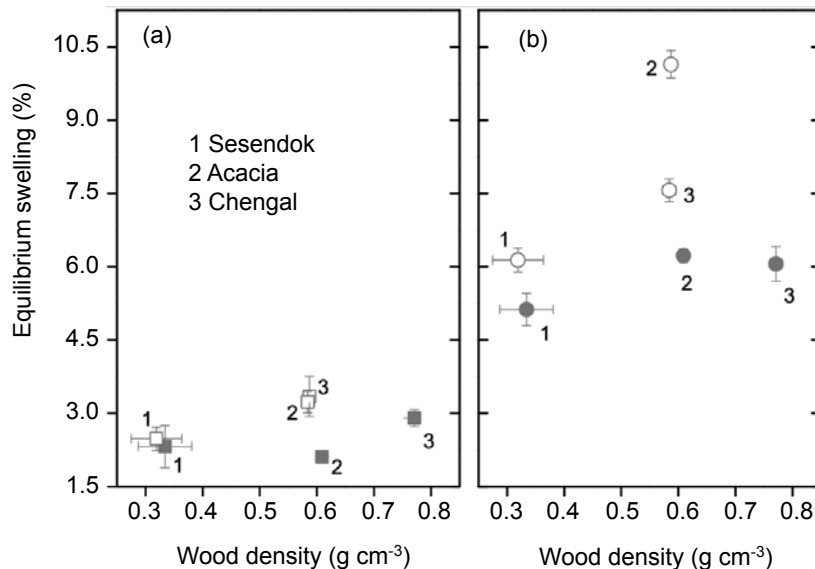 (a)
(b)
10.5
9.0
7.5
6.0
4.5
3.0
1.5
Equilibrium swelling (%)
1 Sesendok
2 Acacia
3 Chengal
1
1
2
3
2
3
2
3
1
1
2
3
0.3 0.4 0.6 0.7 0.8
0.3 0.4 0.5 0.6 0.7 0.8
Wood density (g cm⁻³)
Wood density (g cm⁻³)